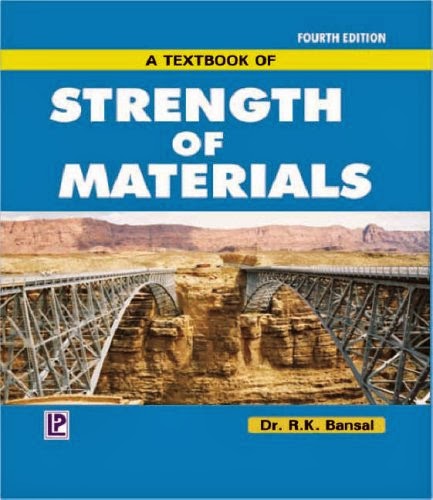 FOURTH EDITION
A TEXTBOOK OF
STRENGTH
OF
MATERIALS
LP
Dr. R.K. Bansal